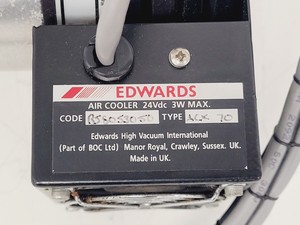 EDWARDS
AIR COOLER 24Vdc 3W MAX.
CODE TYPE ACX 70
Edwards High Vacuum International
(Part of BOC Ltd) Manor Royal, Crawley, Sussex. UK.
Made in UK.